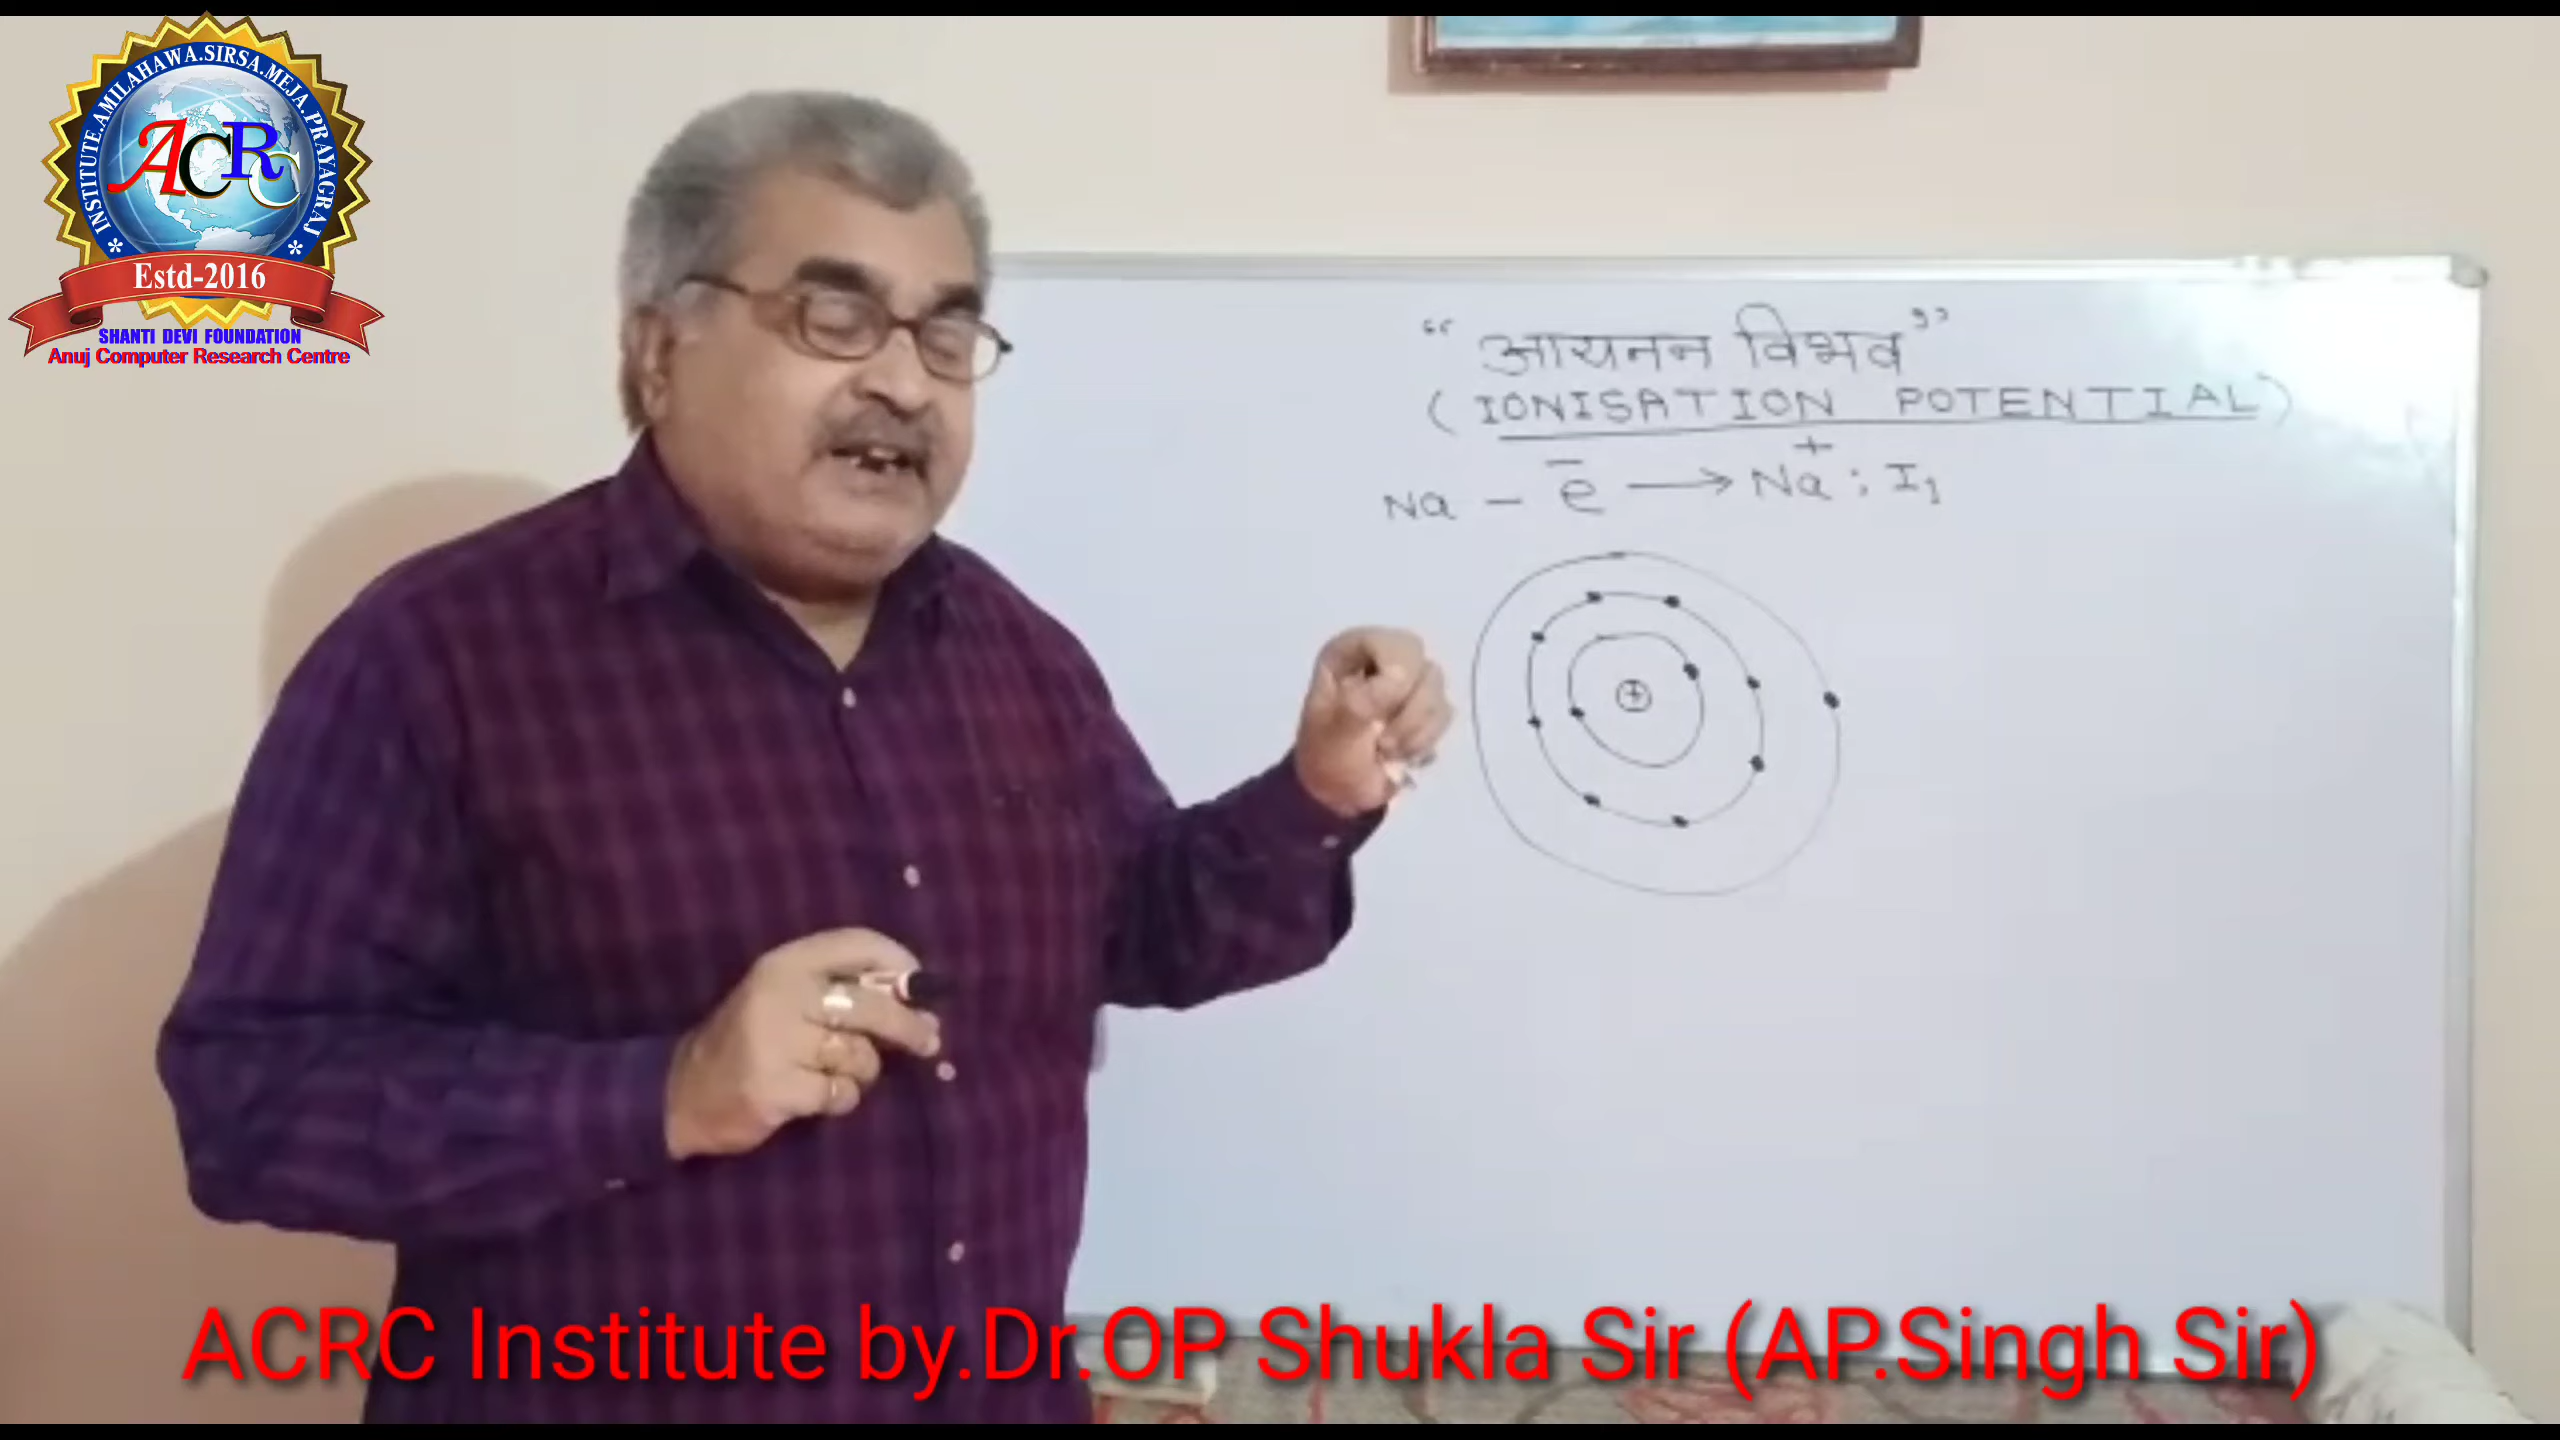 INSTITUTE.AMILAHAWA.SIRSA.MEJA.PRAYAGRAJ
ACRC
Estd-2016
SHANTI DEVI FOUNDATION
Anuj Computer Research Centre
“आयनन विभव”
(IONISATION POTENTIAL)
Na - e⁻ → Na⁺ : I₁
+
ACRC Institute by.Dr.OP Shukla Sir (AP.Singh Sir)